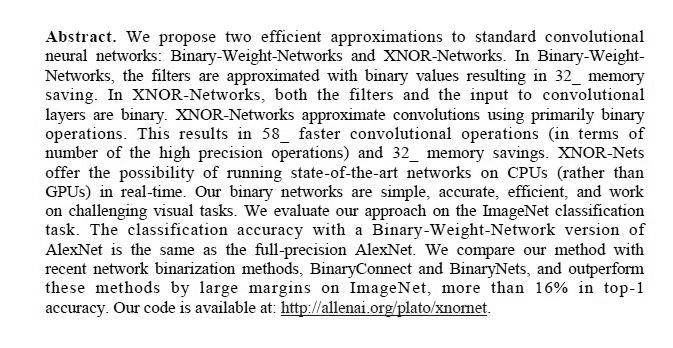 Abstract. We propose two efficient approximations to standard convolutional
neural networks: Binary-Weight-Networks and XNOR-Networks. In Binary-Weight-
Networks, the filters are approximated with binary values resulting in 32_ memory
saving. In XNOR-Networks, both the filters and the input to convolutional
layers are binary. XNOR-Networks approximate convolutions using primarily binary
operations. This results in 58_ faster convolutional operations (in terms of
number of the high precision operations) and 32_ memory savings. XNOR-Nets
offer the possibility of running state-of-the-art networks on CPUs (rather than
GPUs) in real-time. Our binary networks are simple, accurate, efficient, and work
on challenging visual tasks. We evaluate our approach on the ImageNet classification
task. The classification accuracy with a Binary-Weight-Network version of
AlexNet is the same as the full-precision AlexNet. We compare our method with
recent network binarization methods, BinaryConnect and BinaryNets, and outperform
these methods by large margins on ImageNet, more than 16% in top-1
accuracy. Our code is available at: http://allenai.org/plato/xnornet.